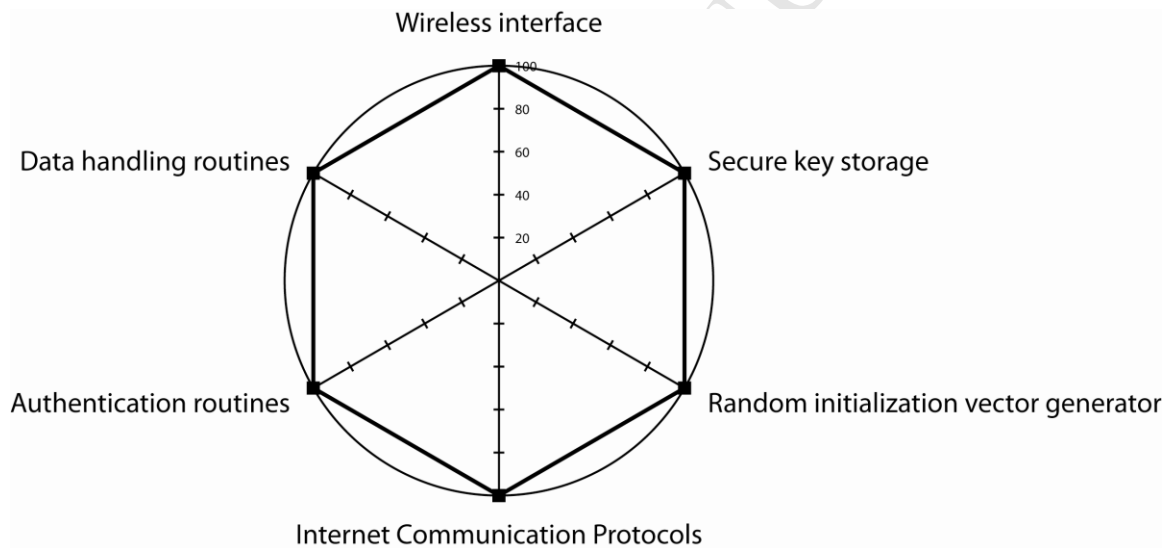 Wireless interface
100
80
Data handling routines
60
Secure key storage
40
20
Authentication routines
Random initialization vector generator
Internet Communication Protocols